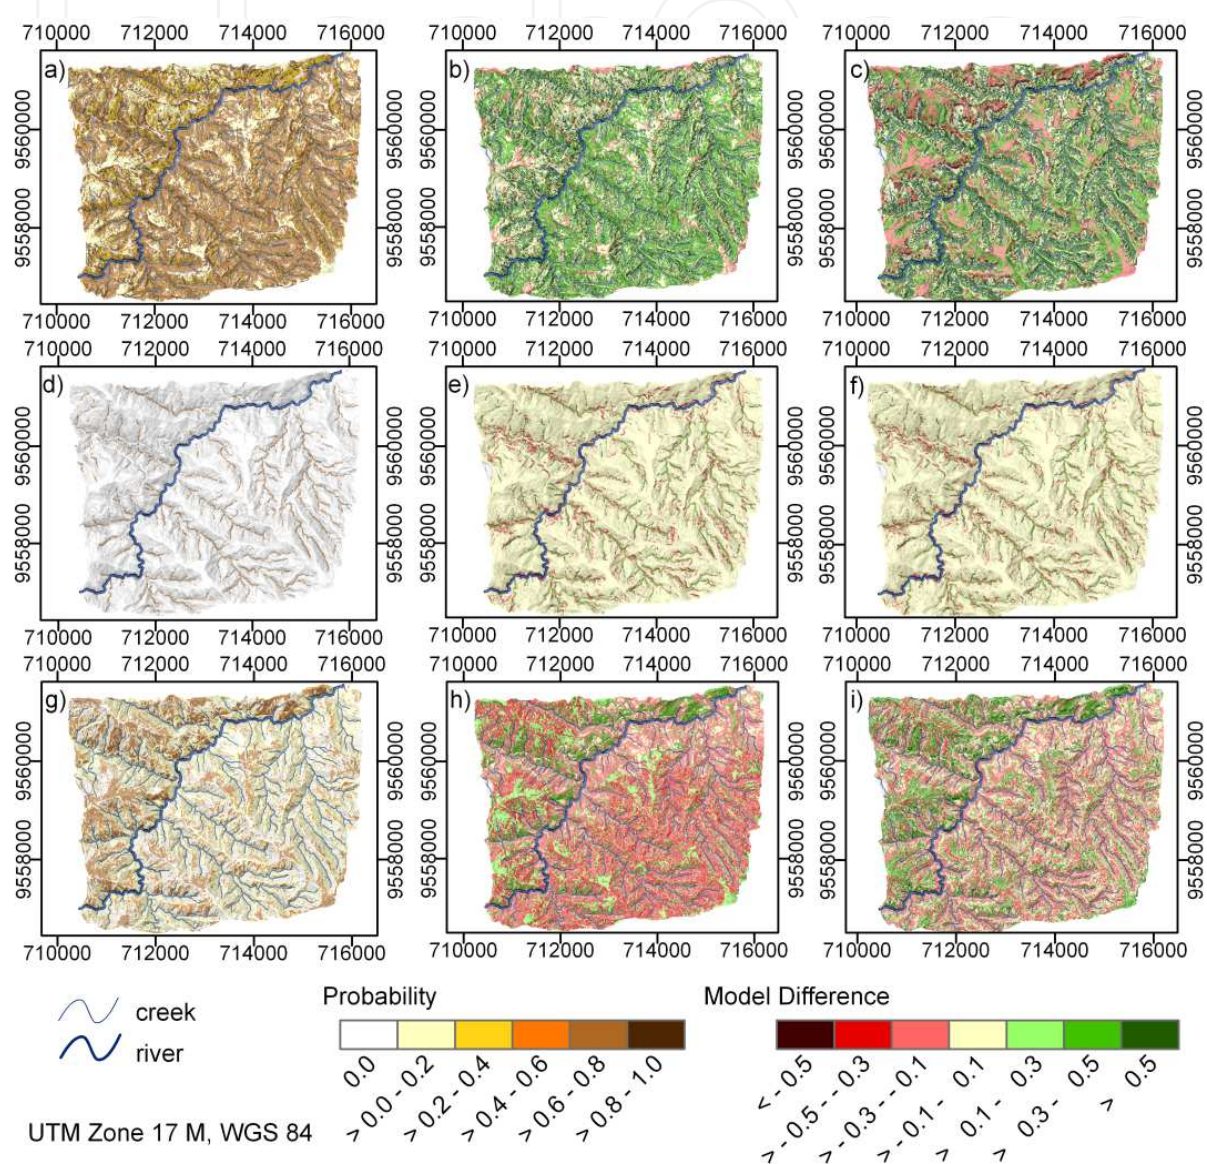 710000 712000 714000 716000 710000 712000 714000 716000 710000 712000 714000 716000
a) b) c)
9560000 9560000 9560000 9560000
9558000 9558000 9558000 9558000
710000 712000 714000 716000 710000 712000 714000 716000 710000 712000 714000 716000
710000 712000 714000 716000 710000 712000 714000 716000 710000 712000 714000 716000
d) e) f)
9560000 9560000 9560000 9560000
9558000 9558000 9558000 9558000
710000 712000 714000 716000 710000 712000 714000 716000 710000 712000 714000 716000
710000 712000 714000 716000 710000 712000 714000 716000 710000 712000 714000 716000
g) h) i)
9560000 9560000 9560000 9560000
9558000 9558000 9558000 9558000
710000 712000 714000 716000 710000 712000 714000 716000 710000 712000 714000 716000
creek
river
UTM Zone 17 M, WGS 84
Probability
0.0
> 0.0 - 0.2
> 0.2 - 0.4
> 0.4 - 0.6
> 0.6 - 0.8
> 0.8 - 1.0
Model Difference
< - 0.5
> - 0.5 - - 0.3
> - 0.3 - - 0.1
> - 0.1 - 0.1
> 0.1 - 0.3
> 0.3 - 0.5
> 0.5